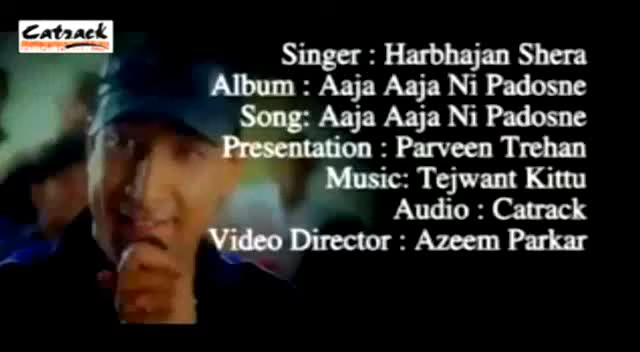 Catrack
Singer : Harbhajan Shera
Album : Aaja Aaja Ni Padosne
Song: Aaja Aaja Ni Padosne
Presentation : Parveen Trehan
Music: Tejwant Kittu
Audio : Catrack
Video Director : Azeem Parkar